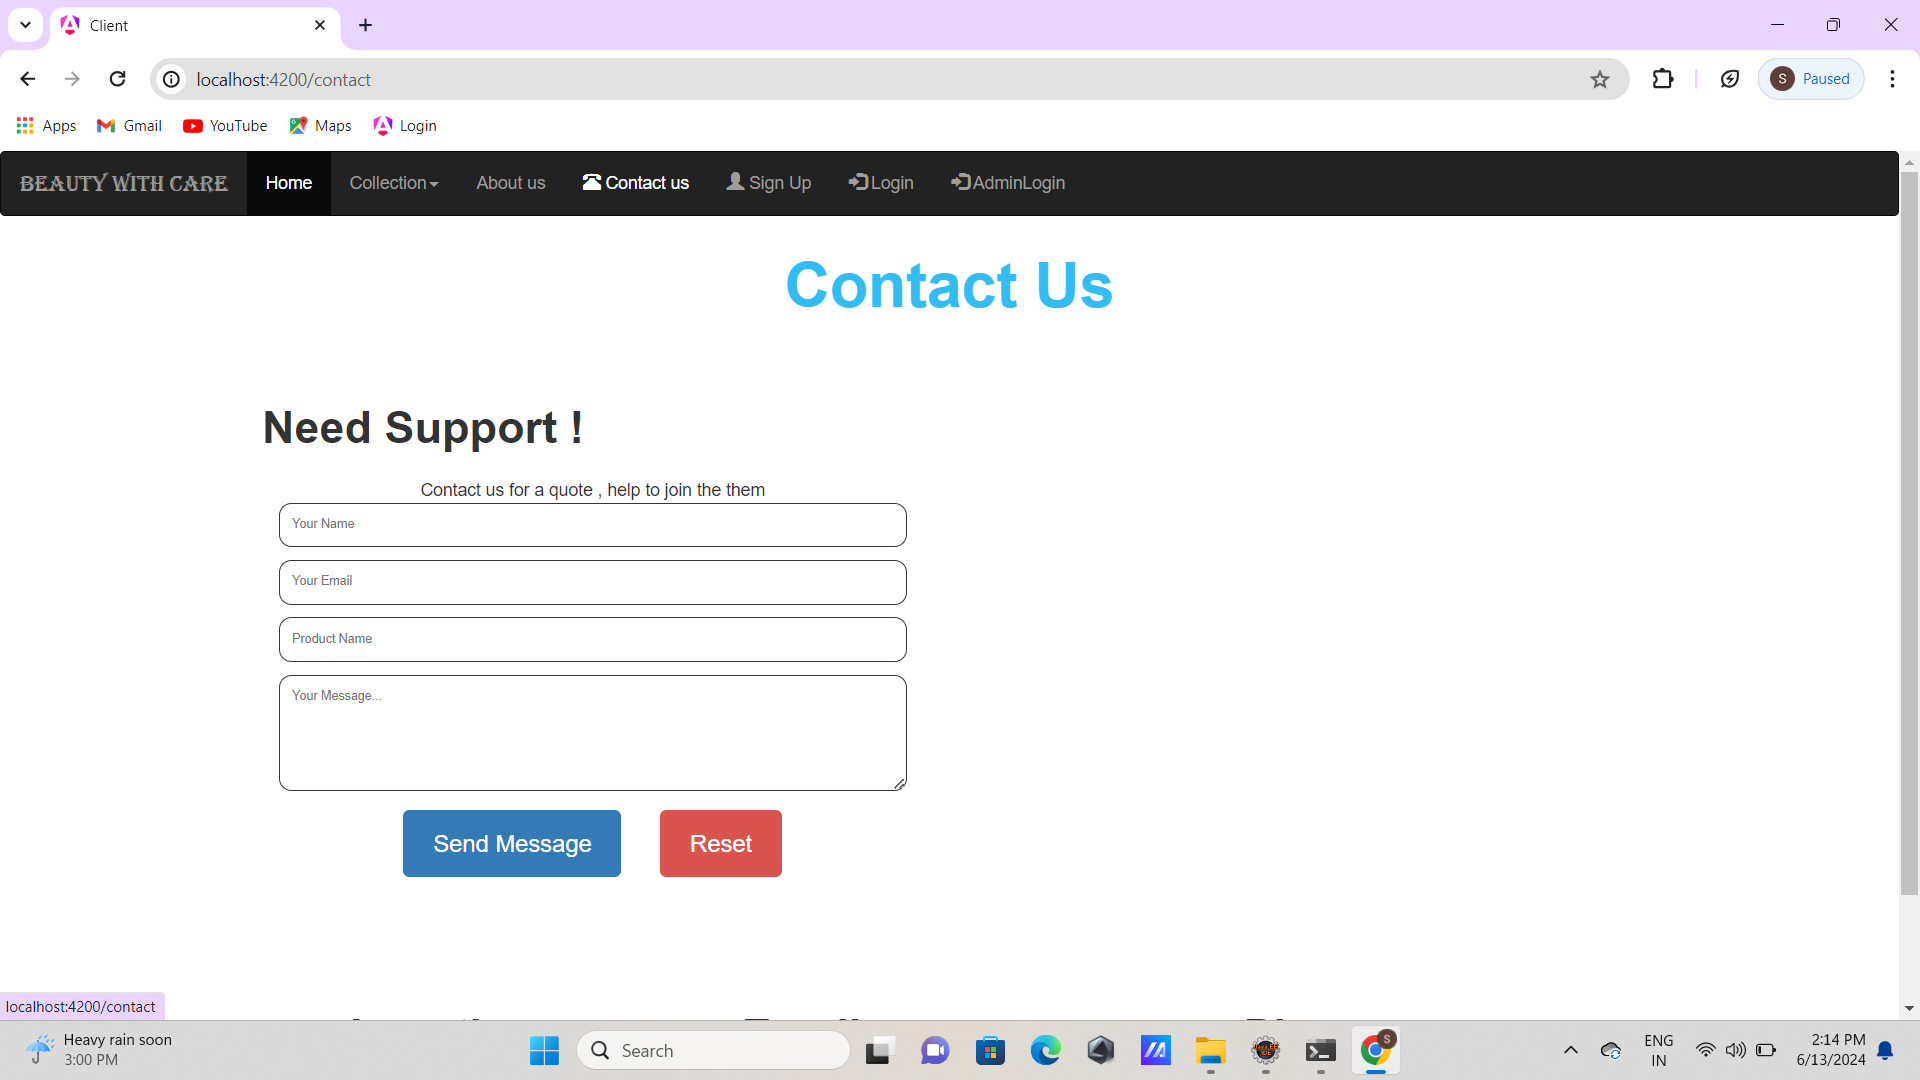 Client
localhost:4200/contact
S Paused
Apps Gmail YouTube Maps Login
BEAUTY WITH CARE Home Collection About us Contact us Sign Up Login AdminLogin
Contact Us
Need Support !
Contact us for a quote , help to join the them
Your Name
Your Email
Product Name
Your Message...
Send Message Reset
localhost:4200/contact
Heavy rain soon
3:00 PM
Search
S
ENG
IN
2:14 PM
6/13/2024